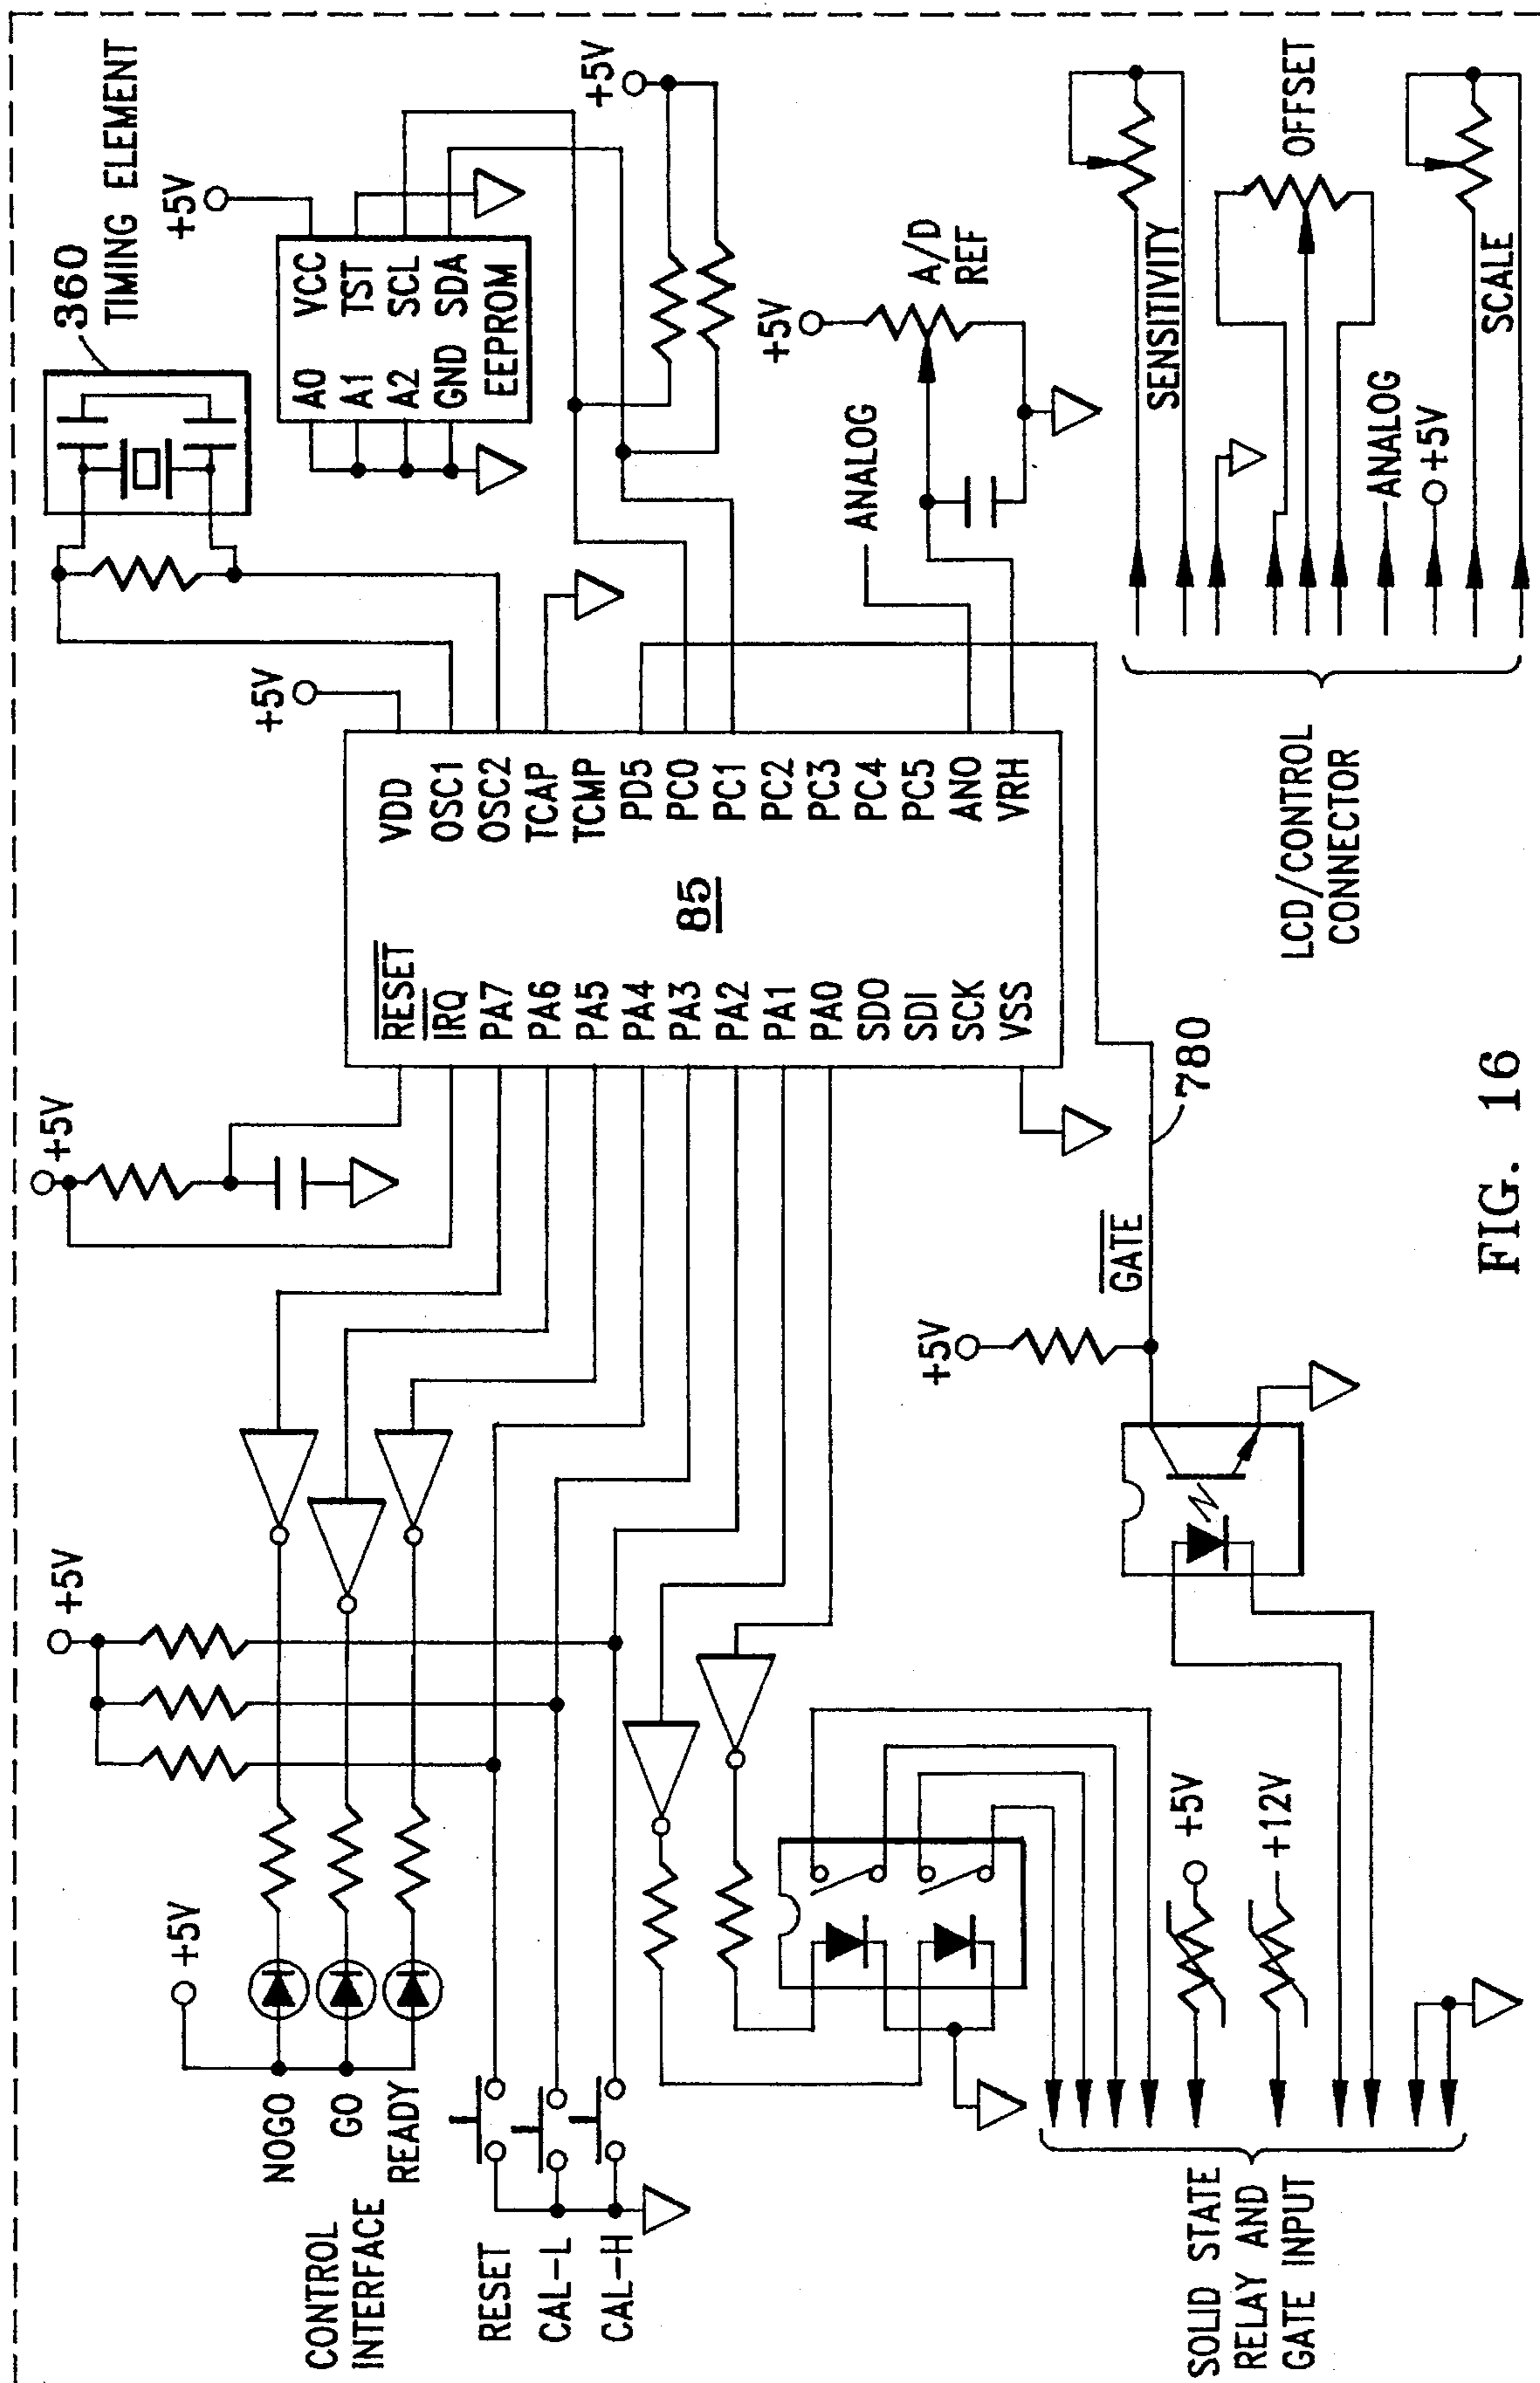 +5V
+5V
+5V
NOGO
GO
READY
CONTROL
INTERFACE
RESET
CAL-L
CAL-H
+5V
RESET
IRQ
PA7
PA6
PA5
PA4
PA3
PA2
PA1
PA0
SDO
SDI
SCK
VSS
85
VDD
OSC1
OSC2
TCAP
TCMP
PD5
PC0
PC1
PC2
PC3
PC4
PC5
AN0
VRH
360
TIMING ELEMENT
+5V
A0
A1
A2
GND
VCC
TST
SCL
SDA
EEPROM
+5V
+5V
A/D
REF
ANALOG
SOLID STATE
RELAY AND
GATE INPUT
+5V
+12V
+5V
GATE
780
LCD/CONTROL
CONNECTOR
SENSITIVITY
OFFSET
ANALOG
+5V
SCALE
FIG. 16